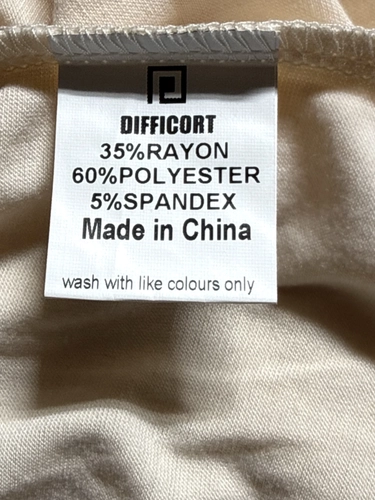 DIFFICORT
35%RAYON
60%POLYESTER
5%SPANDEX
Made in China
wash with like colours only